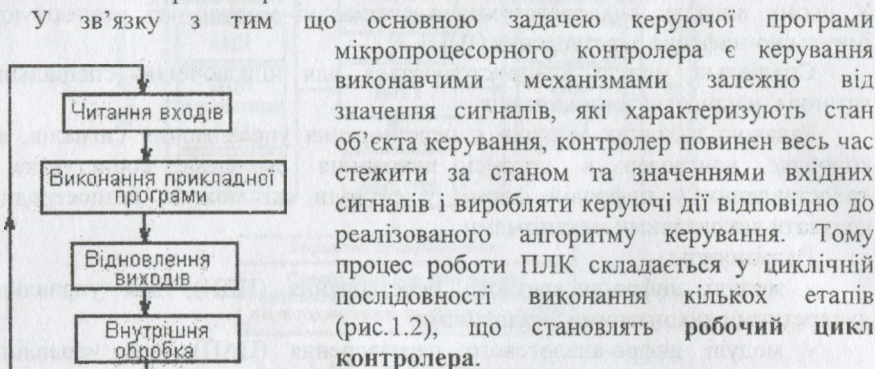 У зв'язку з тим що основною задачею керуючої програми
мікропроцесорного контролера є керування
виконавчими механізмами залежно від
значення сигналів, які характеризують стан
об'єкта керування, контролер повинен весь час
стежити за станом та значеннями вхідних
сигналів і виробляти керуючі дії відповідно до
реалізованого алгоритму керування. Тому
процес роботи ПЛК складається у циклічній
послідовності виконання кількох етапів
(рис.1.2), що становлять робочий цикл
контролера.
Читання входів
Виконання прикладної
програми
Відновлення
виходів
Внутрішня
обробка